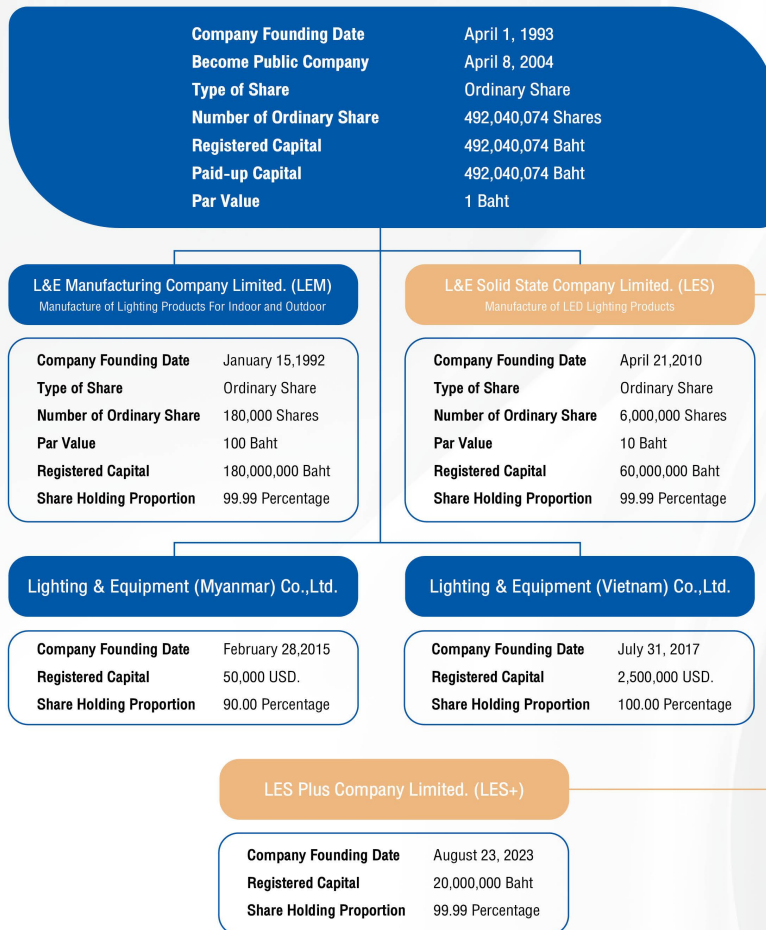 Company Founding Date April 1, 1993
Become Public Company April 8, 2004
Type of Share Ordinary Share
Number of Ordinary Share 492,040,074 Shares
Registered Capital 492,040,074 Baht
Paid-up Capital 492,040,074 Baht
Par Value 1 Baht
L&E Manufacturing Company Limited. (LEM)
Manufacture of Lighting Products For Indoor and Outdoor
Company Founding Date January 15,1992
Type of Share Ordinary Share
Number of Ordinary Share 180,000 Shares
Par Value 100 Baht
Registered Capital 180,000,000 Baht
Share Holding Proportion 99.99 Percentage
L&E Solid State Company Limited. (LES)
Manufacture of LED Lighting Products
Company Founding Date April 21,2010
Type of Share Ordinary Share
Number of Ordinary Share 6,000,000 Shares
Par Value 10 Baht
Registered Capital 60,000,000 Baht
Share Holding Proportion 99.99 Percentage
Lighting & Equipment (Myanmar) Co.,Ltd.
Company Founding Date February 28,2015
Registered Capital 50,000 USD.
Share Holding Proportion 90.00 Percentage
Lighting & Equipment (Vietnam) Co.,Ltd.
Company Founding Date July 31, 2017
Registered Capital 2,500,000 USD.
Share Holding Proportion 100.00 Percentage
LES Plus Company Limited. (LES+)
Company Founding Date August 23, 2023
Registered Capital 20,000,000 Baht
Share Holding Proportion 99.99 Percentage